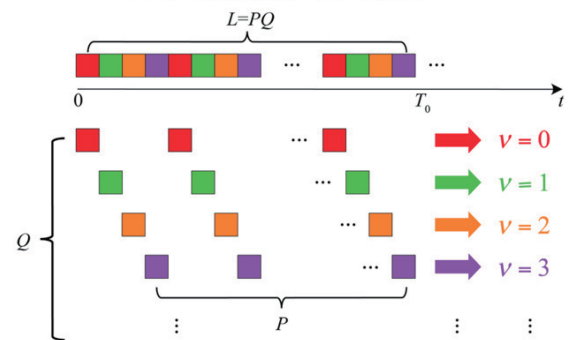 L=PQ
... ...
0 T₀ t
... ν = 0
... ν = 1
Q ... ν = 2
... ν = 3
P
⋮ ⋮ ⋮